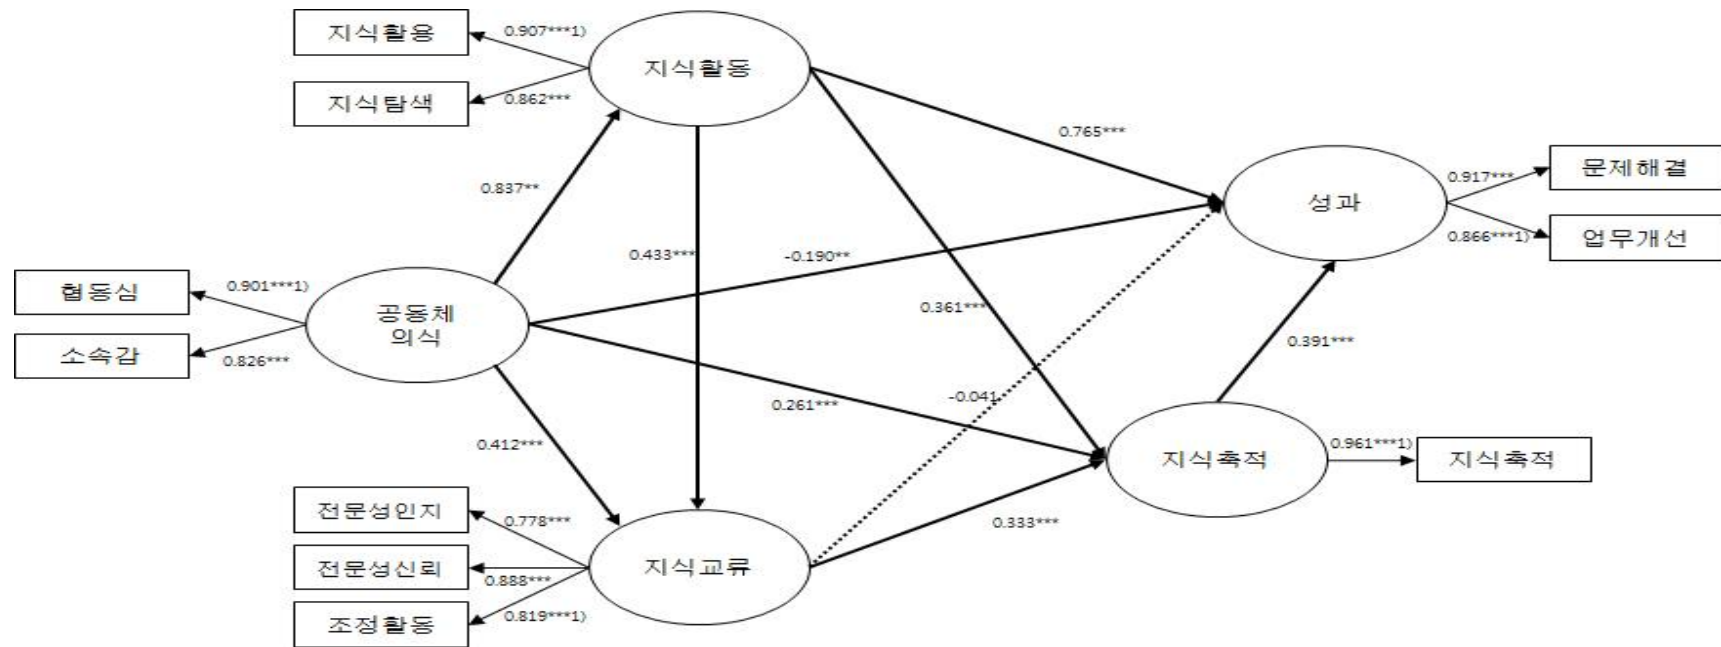 지식활용
0.907***1)
지식활동
지식탐색
0.862***
0.765***
문제해결
0.917***
성과
0.837**
업무개선
0.866***1)
0.433***
-0.190**
협동심
0.901***1)
공동체
의식
0.361***
소속감
0.826***
0.391***
-0.041
0.261***
0.412***
지식축적
0.961***1)
지식축적
전문성인지
0.778***
0.333***
전문성신뢰
0.888***
지식교류
조정활동
0.819***1)